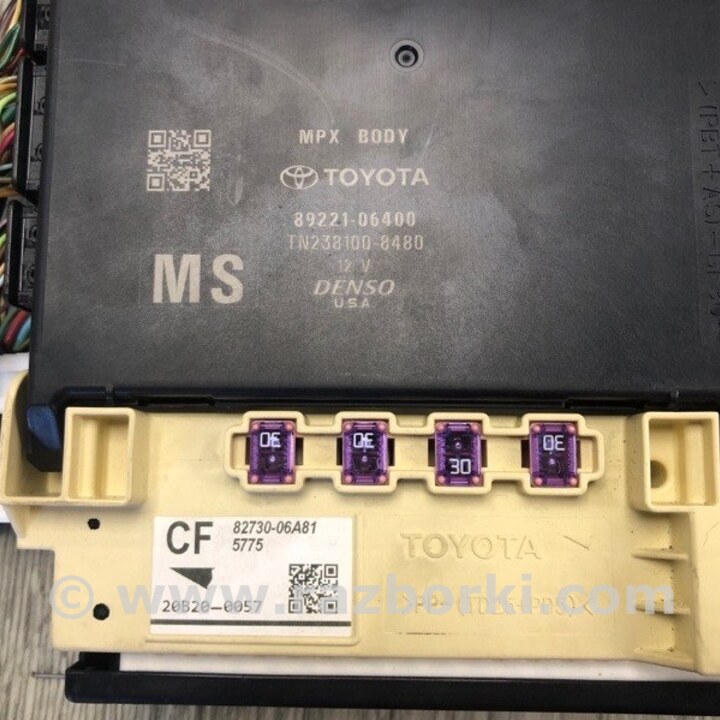 MPX BODY
TOYOTA
89221-06400
TN238100-8480
12 V
DENSO
USA
MS
30
30
30
30
CF
82730-06A81
5775
20B20-0057
TOYOTA
© www.razborki.com